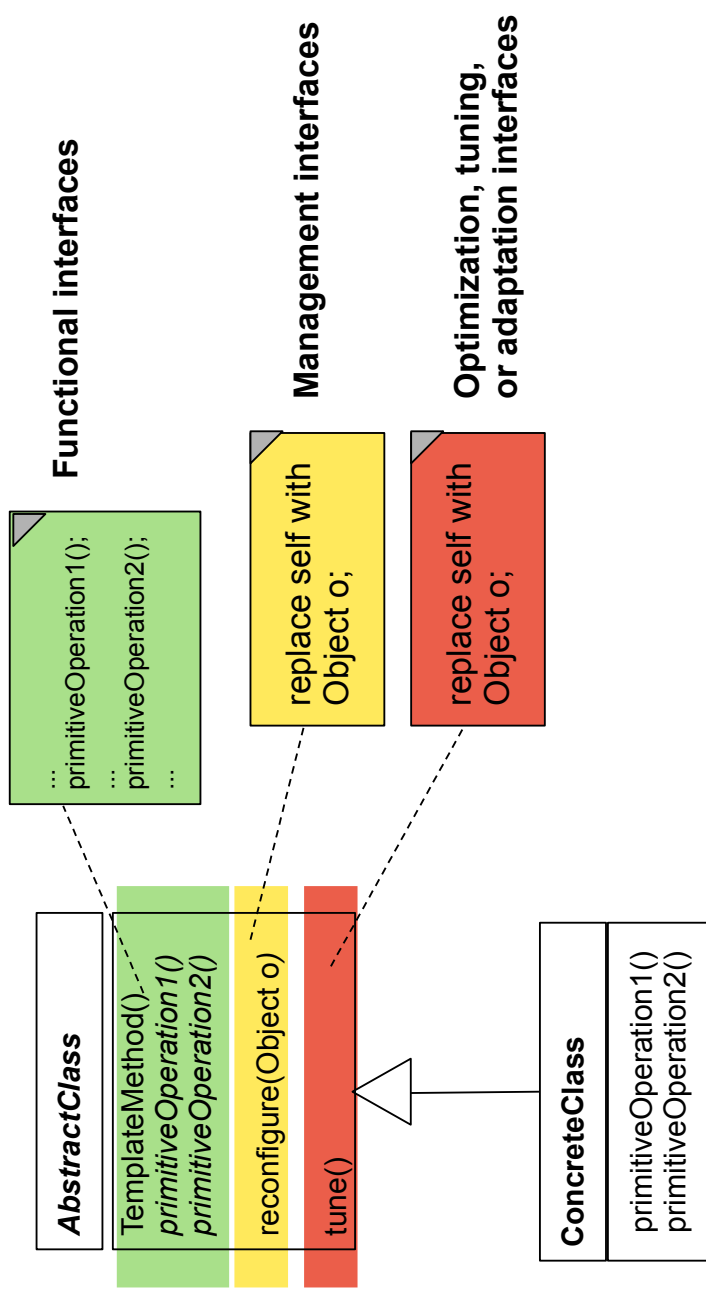 AbstractClass
TemplateMethod()
primitiveOperation1()
primitiveOperation2()
reconfigure(Object o)
tune()
ConcreteClass
primitiveOperation1()
primitiveOperation2()
...
primitiveOperation1();
...
primitiveOperation2();
...
Functional interfaces
replace self with
Object o;
Management interfaces
replace self with
Object o;
Optimization, tuning,
or adaptation interfaces